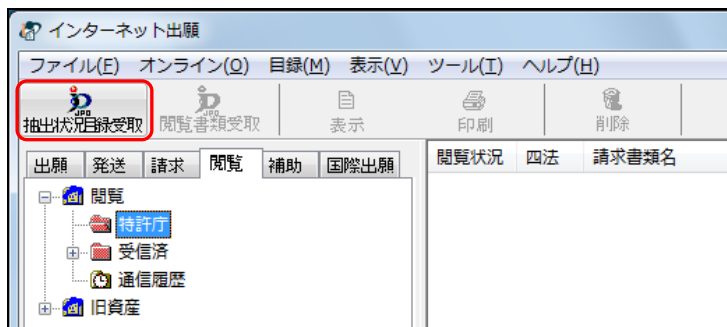 インターネット出願
ファイル(F) オンライン(O) 目録(M) 表示(V) ツール(T) ヘルプ(H)
抽出状況目録受取 閲覧書類受取 表示 印刷 削除
出願 発送 請求 閲覧 補助 国際出願
閲覧状況 四法 請求書類名
閲覧
特許庁
受信済
通信履歴
旧資産